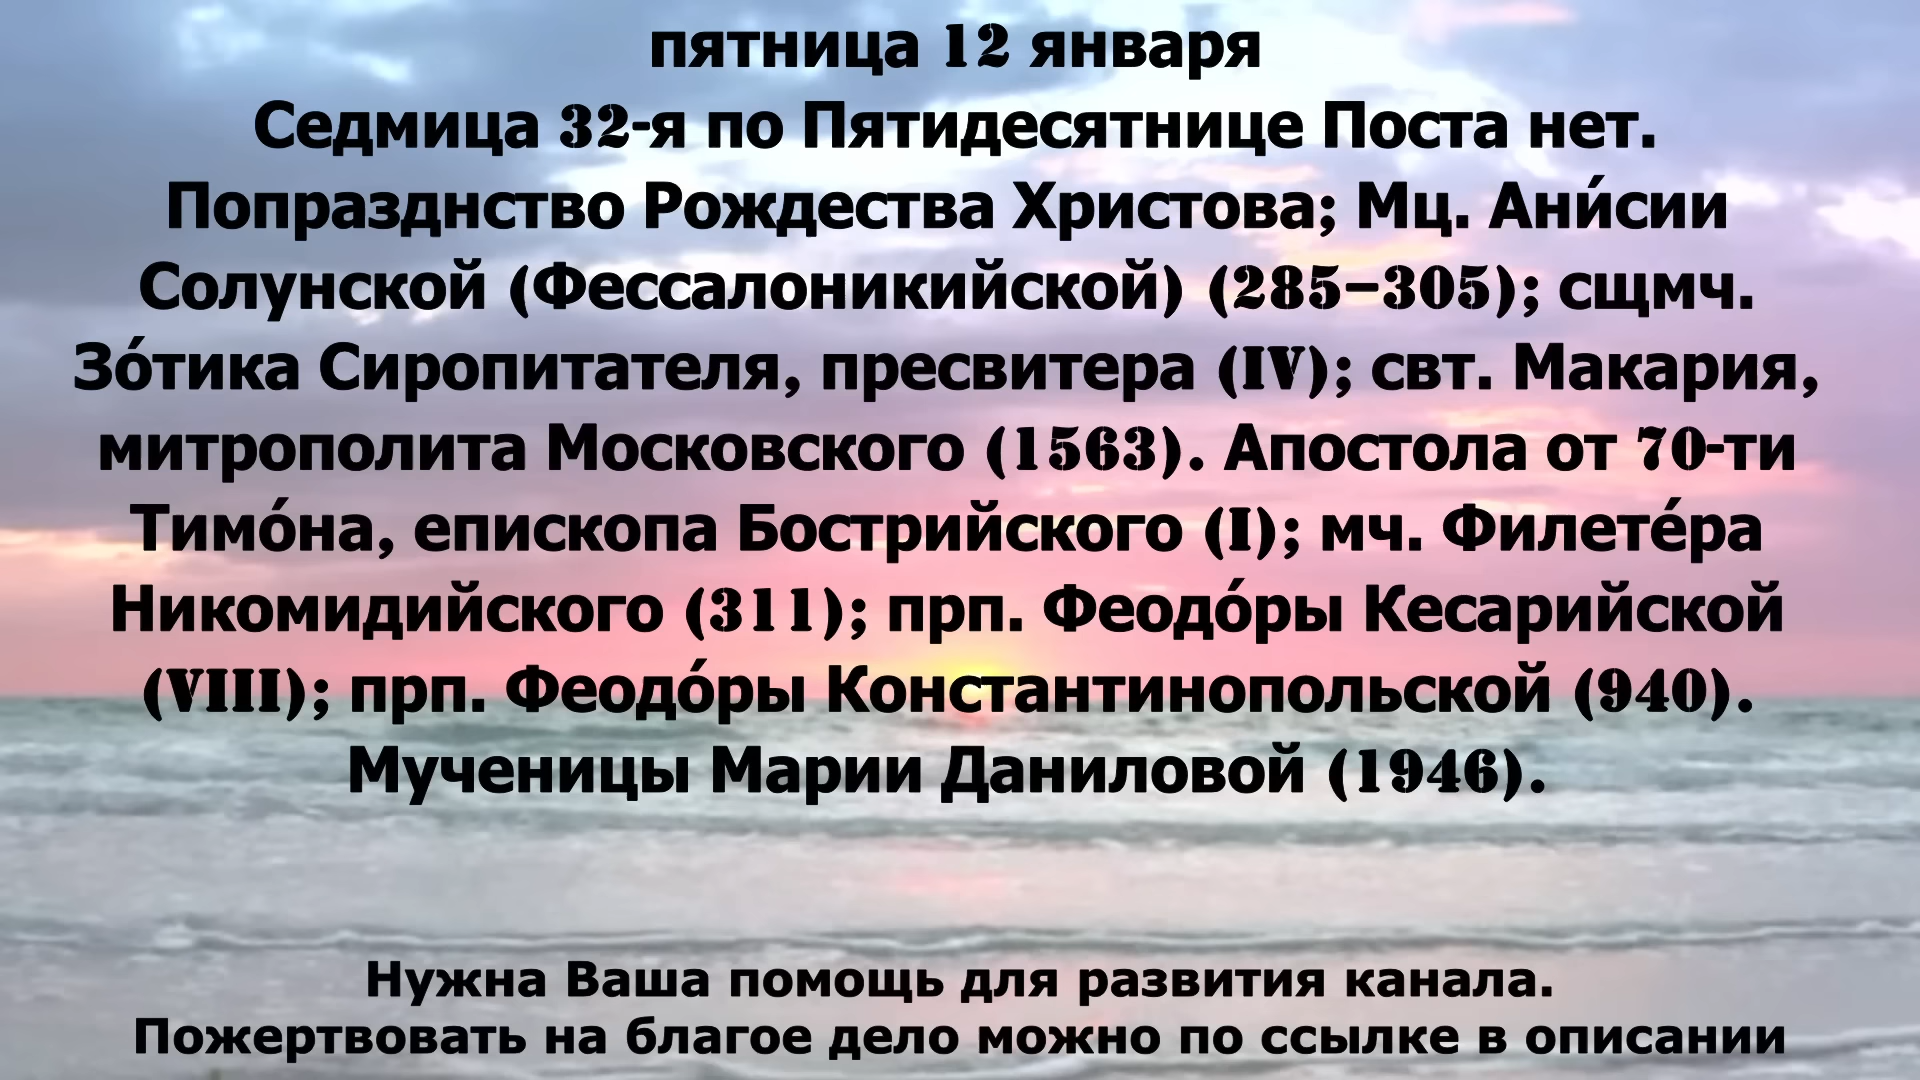 пятница 12 января
Седмица 32-я по Пятидесятнице Поста нет.
Попразднство Рождества Христова; Мц. Ани́сии
Солунской (Фессалоникийской) (285–305); сщмч.
Зо́тика Сиропитателя, пресвитера (IV); свт. Макария,
митрополита Московского (1563). Апостола от 70-ти
Тимо́на, епископа Бострийского (I); мч. Филете́ра
Никомидийского (311); прп. Феодо́ры Кесарийской
(VIII); прп. Феодо́ры Константинопольской (940).
Мученицы Марии Даниловой (1946).
Нужна Ваша помощь для развития канала.
Пожертвовать на благое дело можно по ссылке в описании